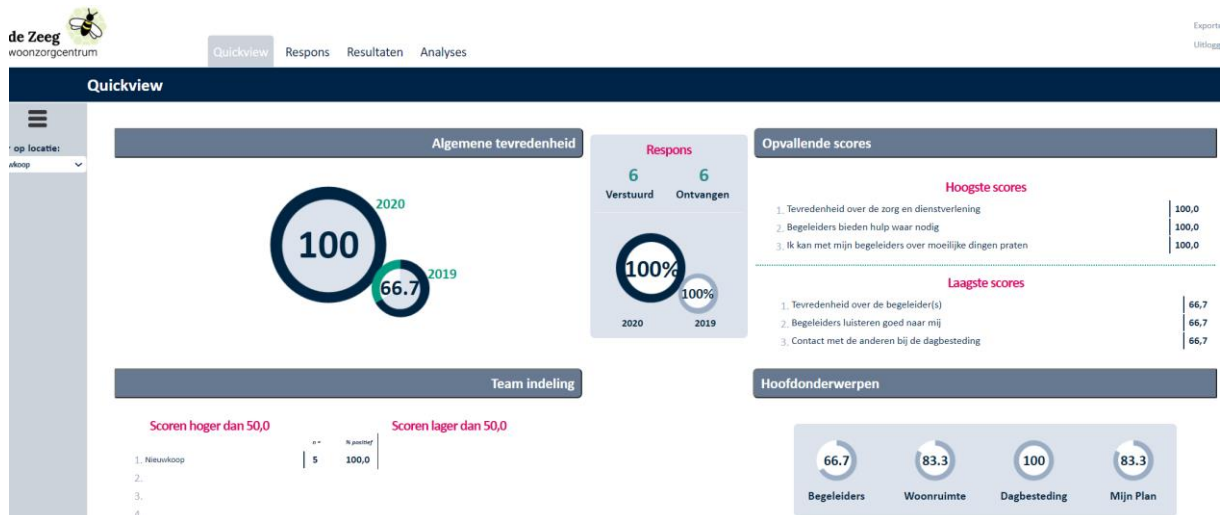 de Zeeg
woonzorgcentrum
Quickview
Respons
Resultaten
Analyses
Exporte
Uitlogg
Quickview
op locatie:
wkoop
Algemene tevredenheid
2020
100
2019
66.7
Respons
6
6
Verstuurd
Ontvangen
100%
100%
2020
2019
Opvallende scores
Hoogste scores
1. Tevredenheid over de zorg en dienstverlening 100,0
2. Begeleiders bieden hulp waar nodig 100,0
3. Ik kan met mijn begeleiders over moeilijke dingen praten 100,0
Laagste scores
1. Tevredenheid over de begeleider(s) 66,7
2. Begeleiders luisteren goed naar mij 66,7
3. Contact met de anderen bij de dagbesteding 66,7
Team indeling
Scoren hoger dan 50,0
Scoren lager dan 50,0
n = % positief
1. Nieuwkoop 5 100,0
2.
3.
4.
Hoofdonderwerpen
66.7
83.3
100
83.3
Begeleiders
Woonruimte
Dagbesteding
Mijn Plan